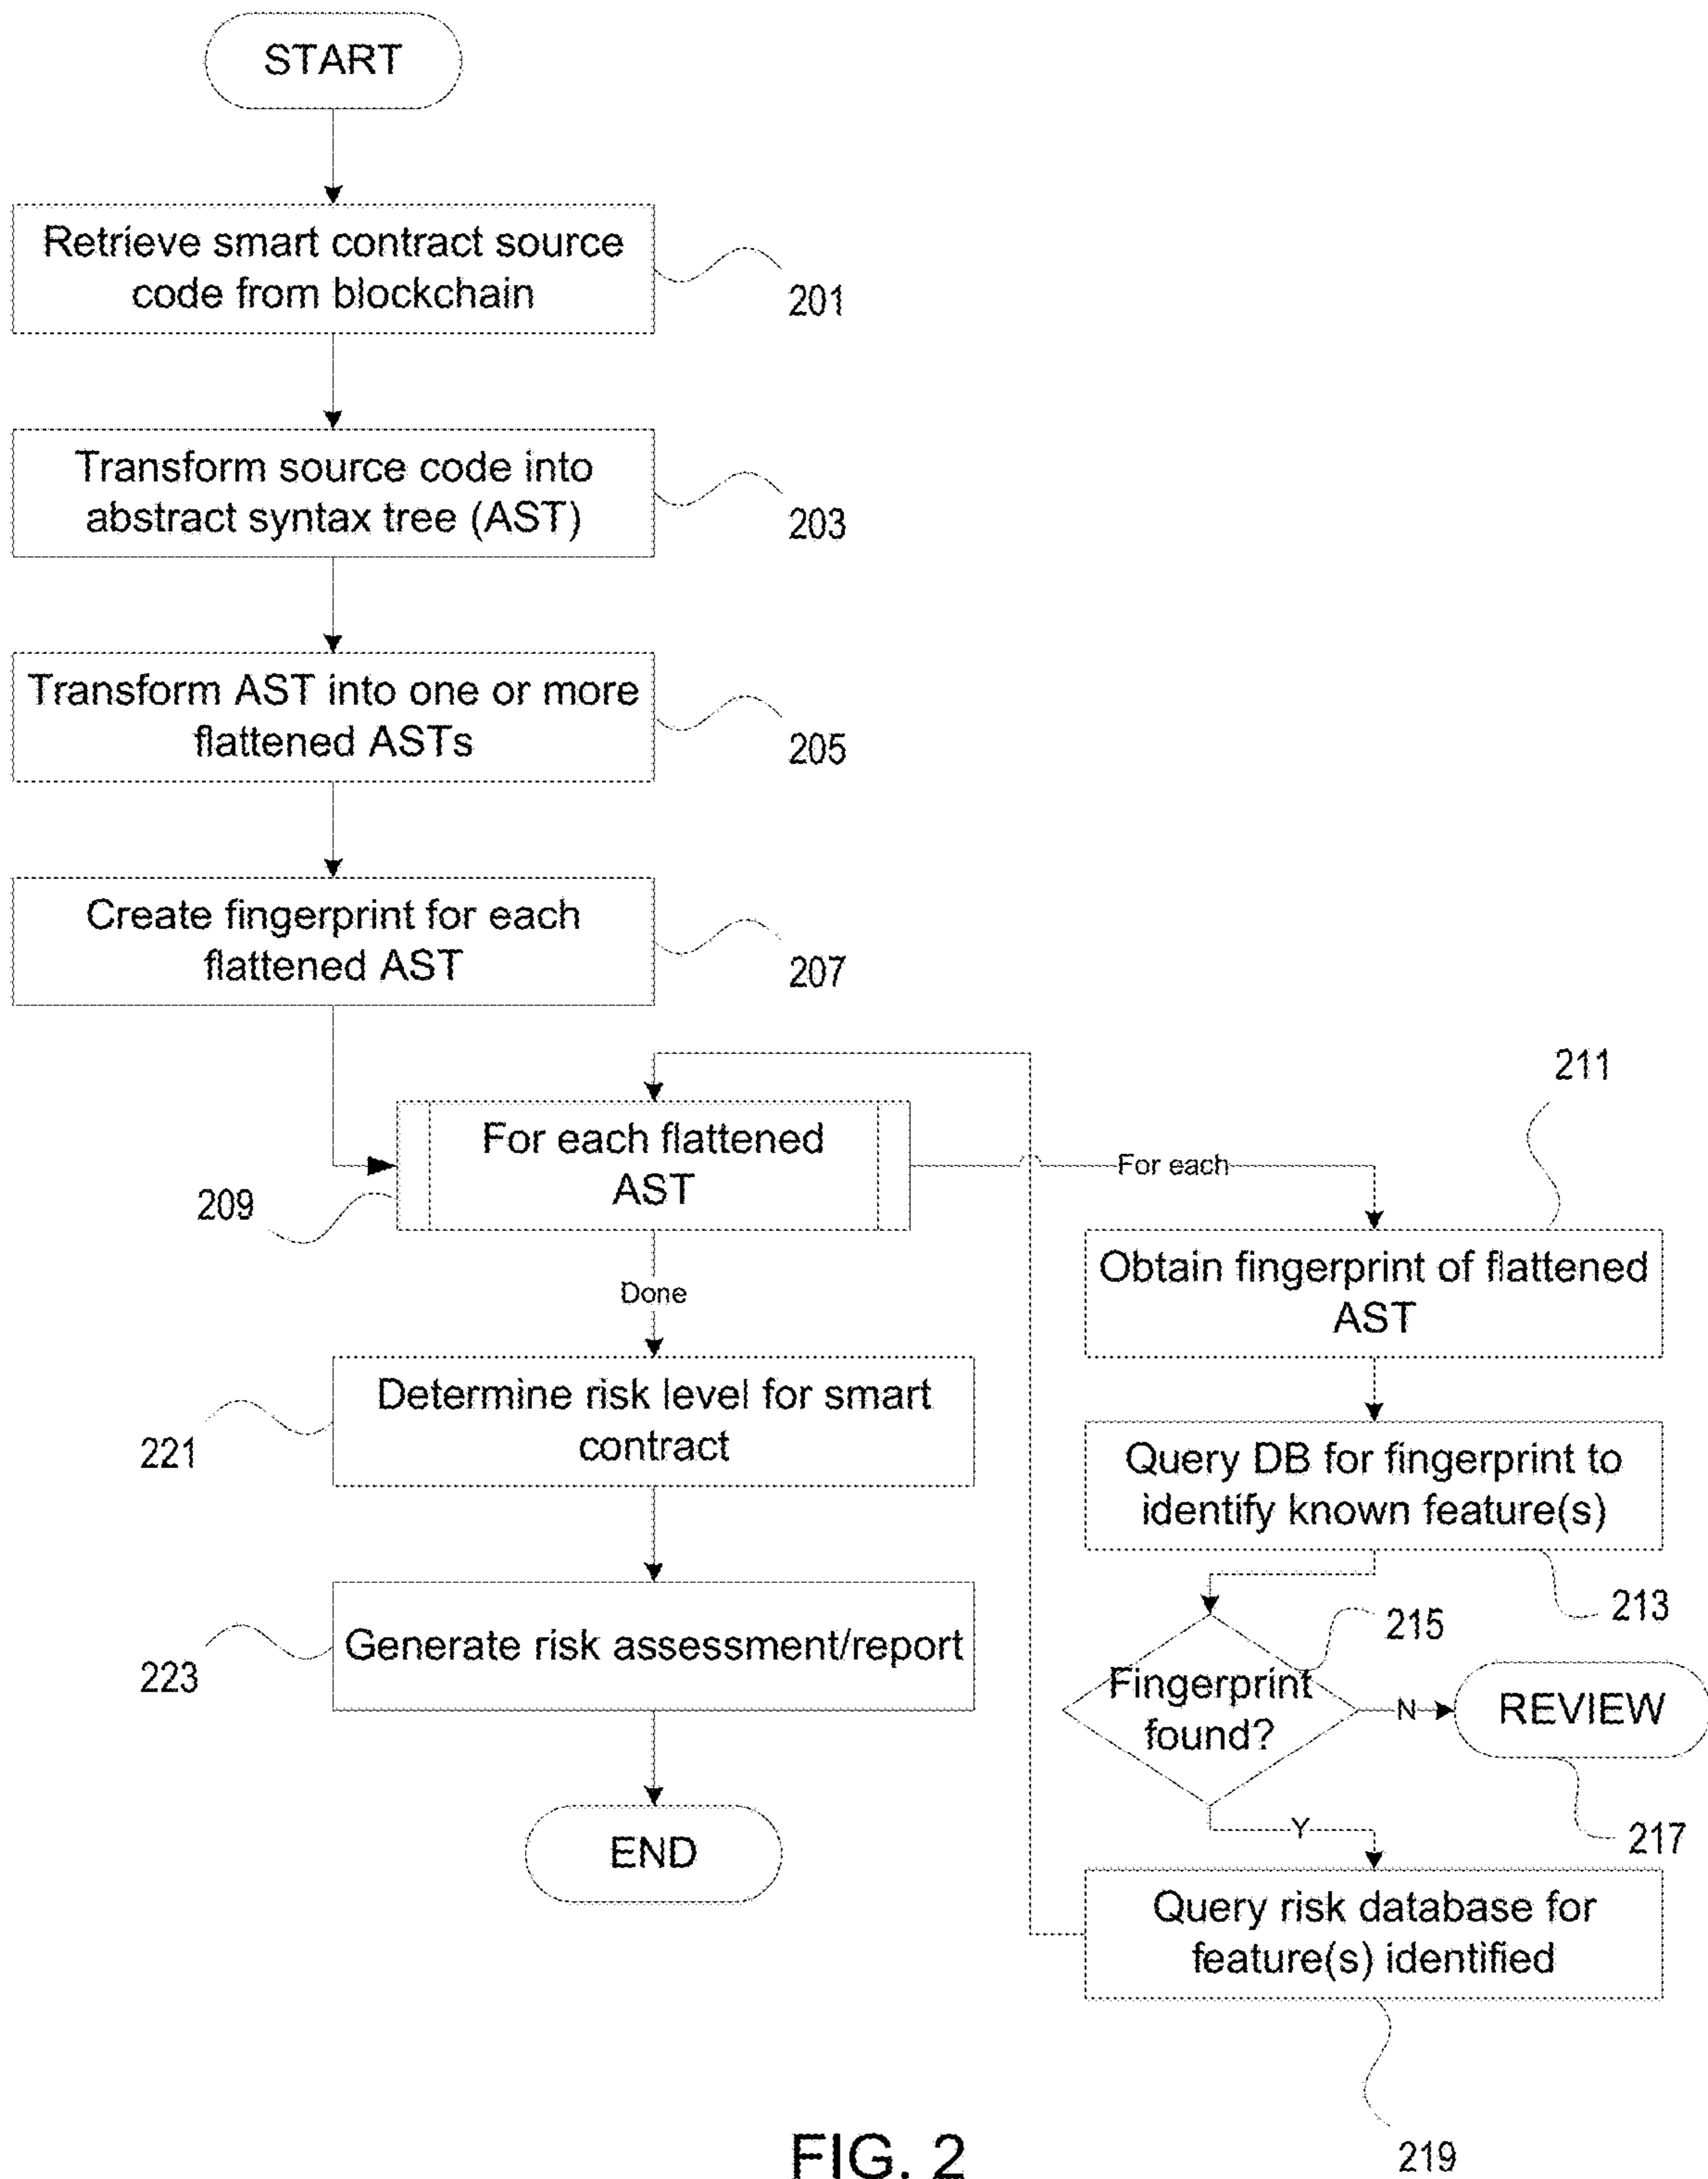 START
Retrieve smart contract source
code from blockchain
201
Transform source code into
abstract syntax tree (AST)
203
Transform AST into one or more
flattened ASTs
205
Create fingerprint for each
flattened AST
207
For each flattened
AST
209
For each
211
Obtain fingerprint of flattened
AST
Done
Determine risk level for smart
contract
221
Query DB for fingerprint to
identify known feature(s)
213
215
Fingerprint
found?
N
REVIEW
217
Generate risk assessment/report
223
Y
END
Query risk database for
feature(s) identified
219
FIG. 2